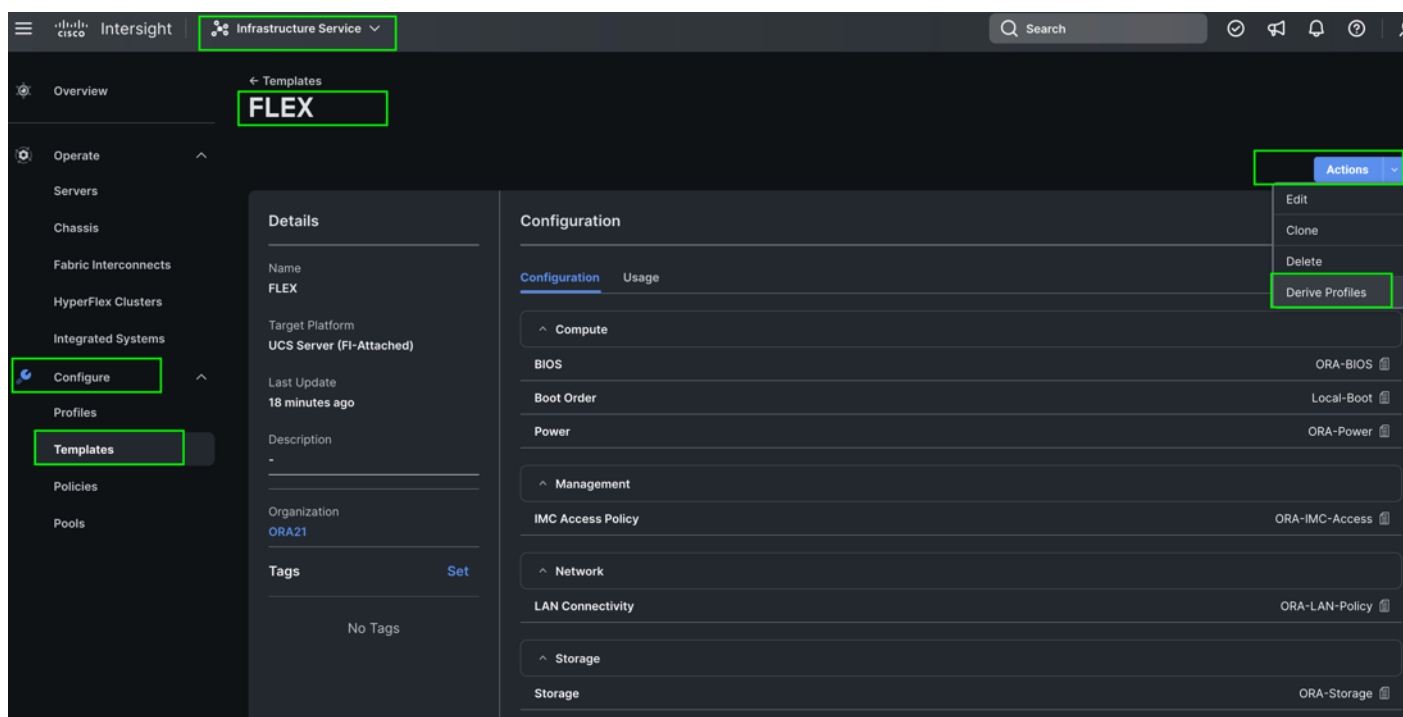 cisco Intersight Infrastructure Service Search
Overview
Operate
Servers
Chassis
Fabric Interconnects
HyperFlex Clusters
Integrated Systems
Configure
Profiles
Templates
Policies
Pools
← Templates
FLEX
Actions
Edit
Clone
Delete
Derive Profiles
Details
Name
FLEX
Target Platform
UCS Server (FI-Attached)
Last Update
18 minutes ago
Description
-
Organization
ORA21
Tags Set
No Tags
Configuration
Configuration Usage
Compute
BIOS ORA-BIOS
Boot Order Local-Boot
Power ORA-Power
Management
IMC Access Policy ORA-IMC-Access
Network
LAN Connectivity ORA-LAN-Policy
Storage
Storage ORA-Storage